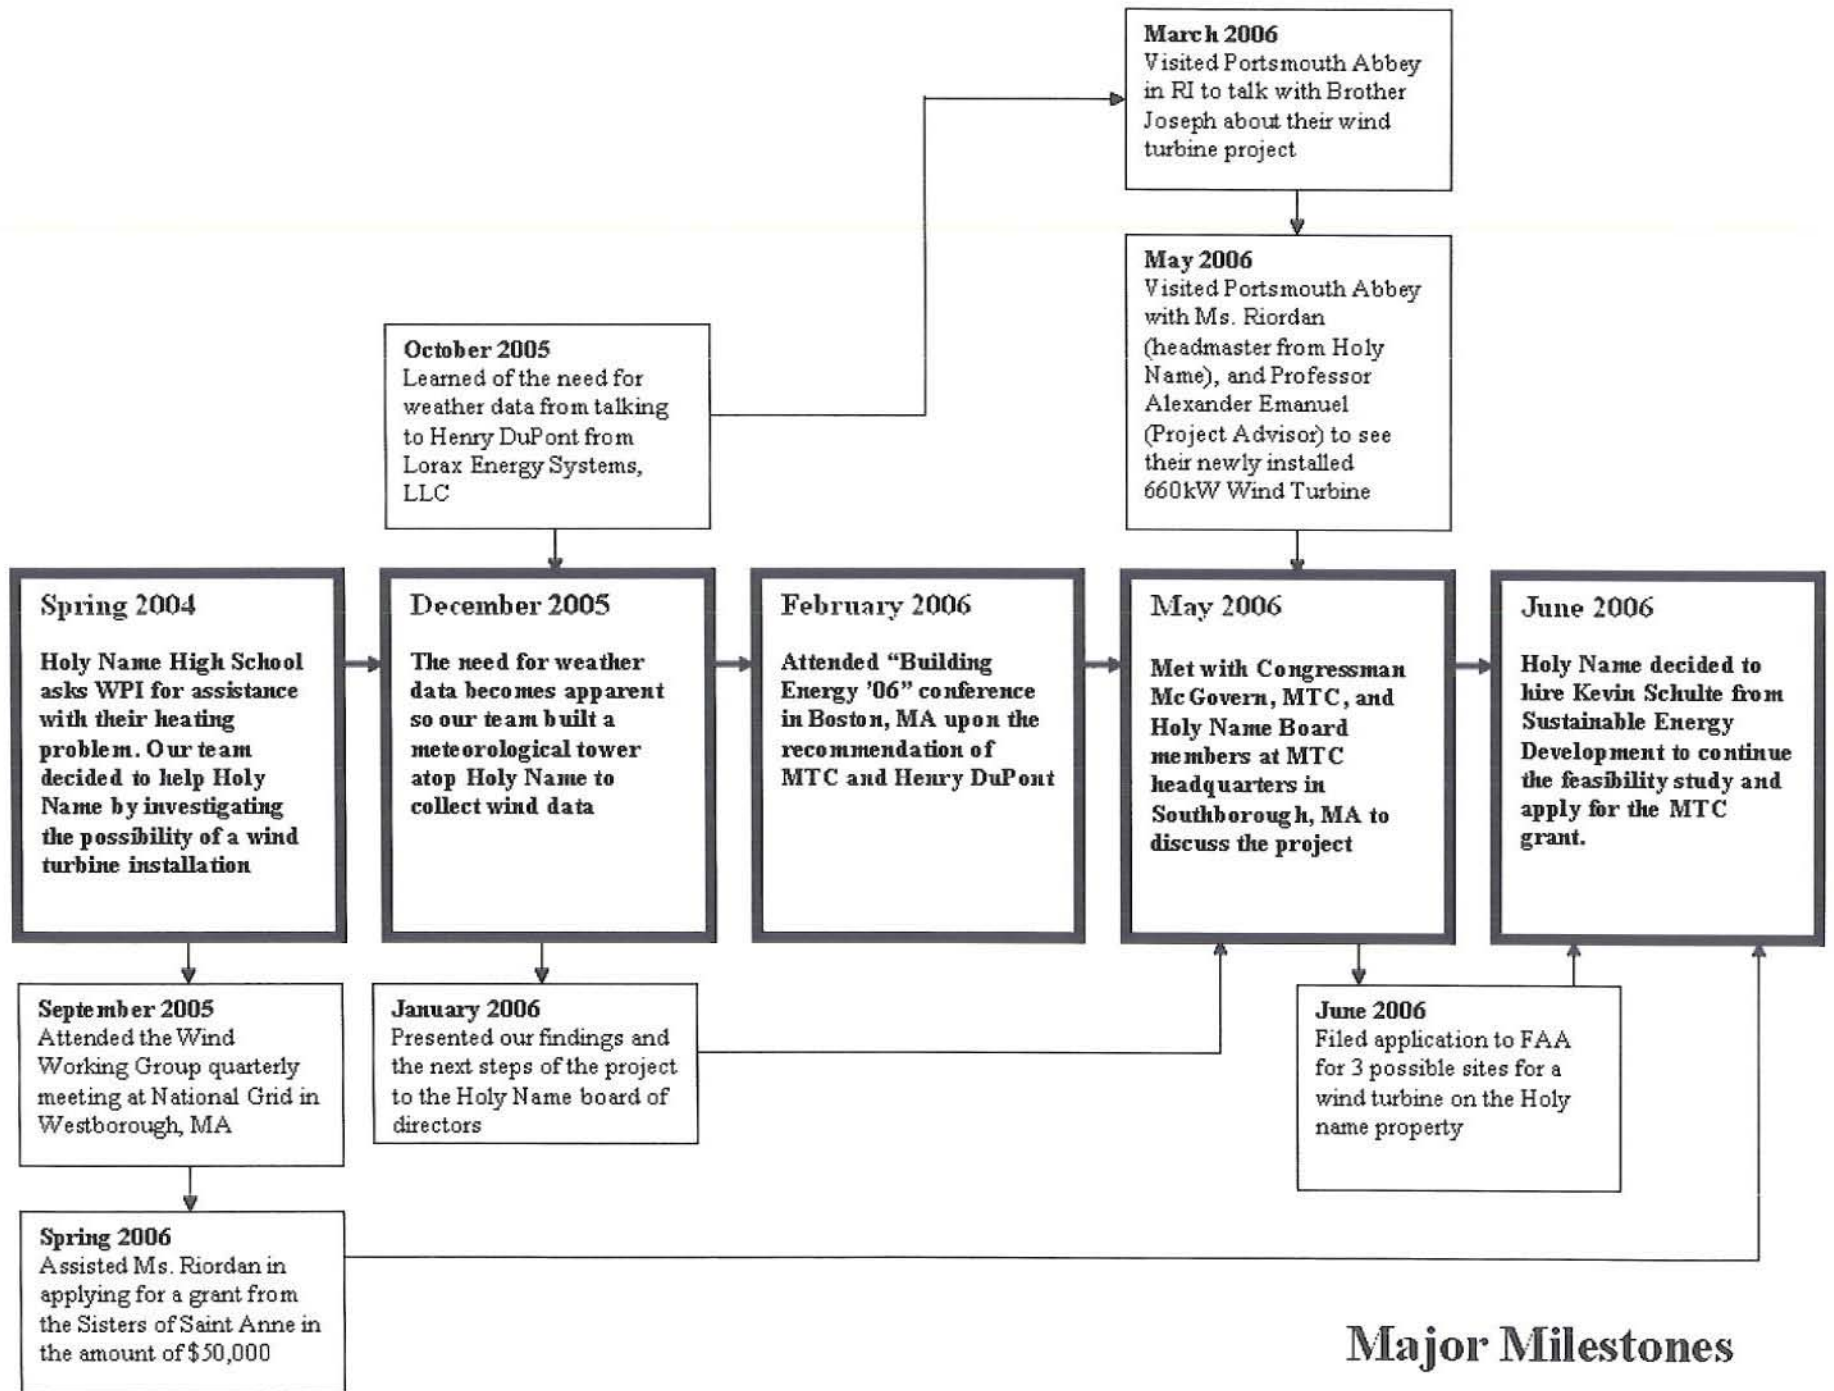 March 2006
Visited Portsmouth Abbey
in RI to talk with Brother
Joseph about their wind
turbine project
May 2006
Visited Portsmouth Abbey
with Ms. Riordan
(headmaster from Holy
Name), and Professor
Alexander Emanuel
(Project Advisor) to see
their newly installed
660kW Wind Turbine
October 2005
Learned of the need for
weather data from talking
to Henry DuPont from
Lorax Energy Systems,
LLC
Spring 2004
Holy Name High School
asks WPI for assistance
with their heating
problem. Our team
decided to help Holy
Name by investigating
the possibility of a wind
turbine installation
December 2005
The need for weather
data becomes apparent
so our team built a
meteorological tower
atop Holy Name to
collect wind data
February 2006
Attended “Building
Energy ’06” conference
in Boston, MA upon the
recommendation of
MTC and Henry DuPont
May 2006
Met with Congressman
McGovern, MTC, and
Holy Name Board
members at MTC
headquarters in
Southborough, MA to
discuss the project
June 2006
Holy Name decided to
hire Kevin Schulte from
Sustainable Energy
Development to continue
the feasibility study and
apply for the MTC
grant.
September 2005
Attended the Wind
Working Group quarterly
meeting at National Grid in
Westborough, MA
January 2006
Presented our findings and
the next steps of the project
to the Holy Name board of
directors
June 2006
Filed application to FAA
for 3 possible sites for a
wind turbine on the Holy
name property
Spring 2006
Assisted Ms. Riordan in
applying for a grant from
the Sisters of Saint Anne in
the amount of $50,000
Major Milestones